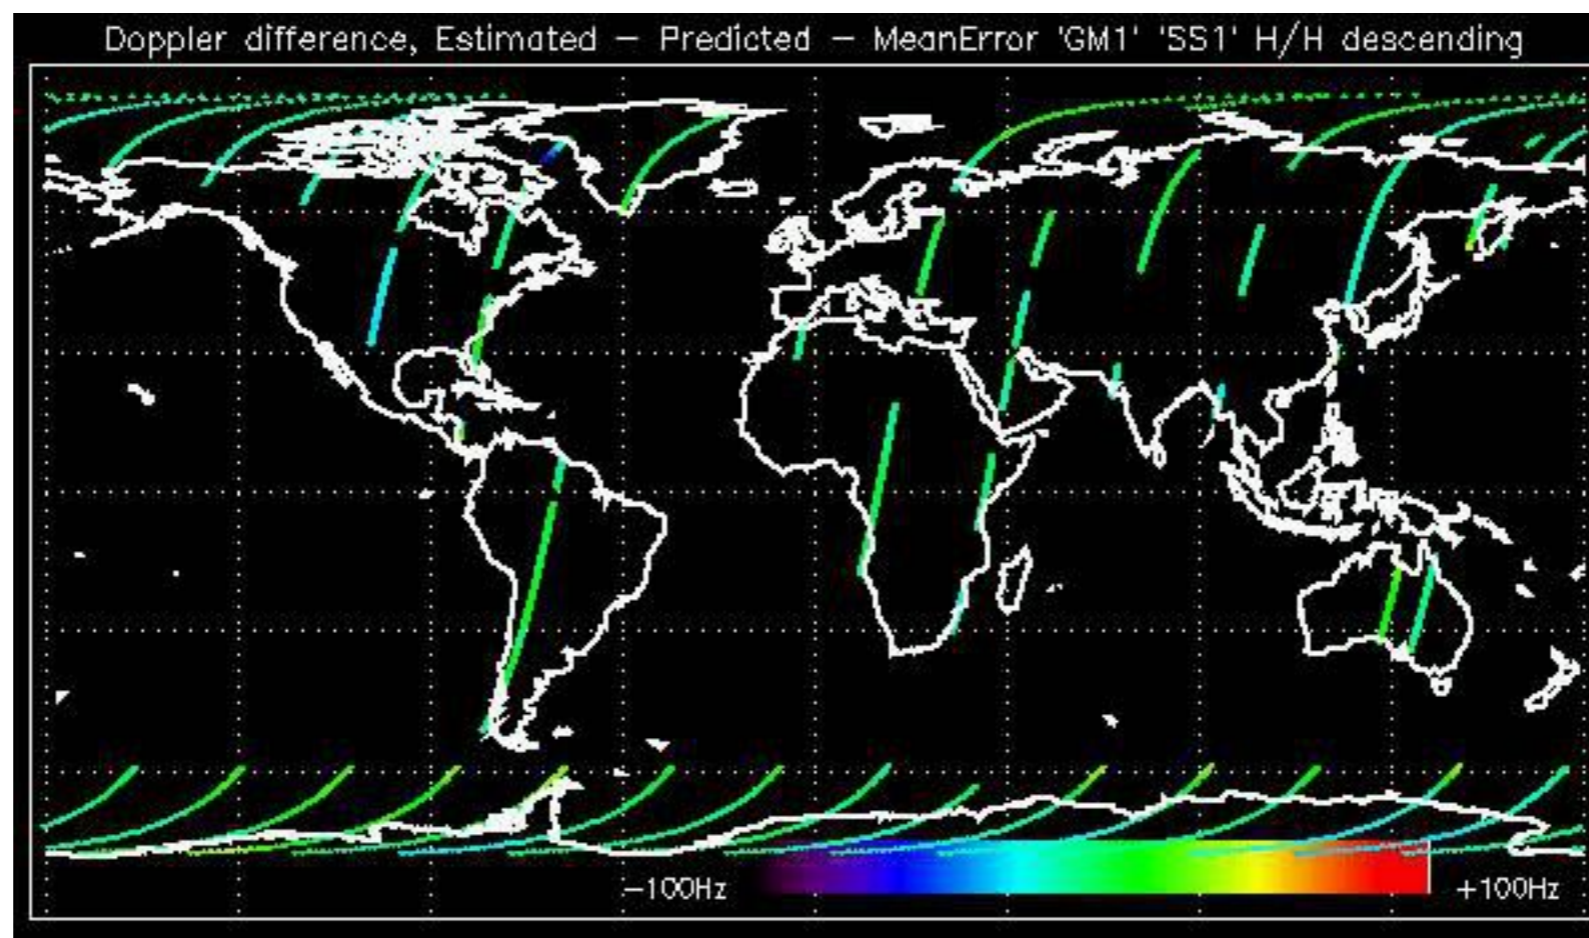 Doppler difference, Estimated – Predicted – MeanError 'GM1' 'SS1' H/H descending
-100Hz +100Hz